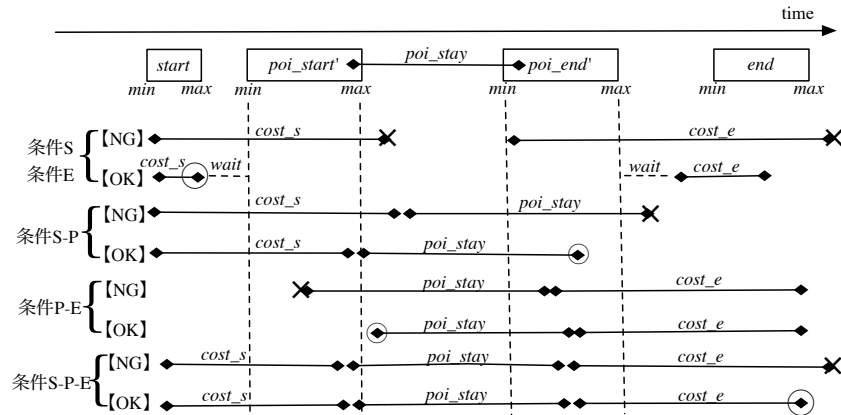 time
start poi_start' poi_stay poi_end' end
min max min max min max min max
条件S 【NG】 cost_s cost_e
条件E 【OK】 cost_s wait wait cost_e
条件S-P
【NG】 cost_s poi_stay
【OK】 cost_s poi_stay
条件P-E
【NG】 poi_stay cost_e
【OK】 poi_stay cost_e
条件S-P-E
【NG】 cost_s poi_stay cost_e
【OK】 cost_s poi_stay cost_e